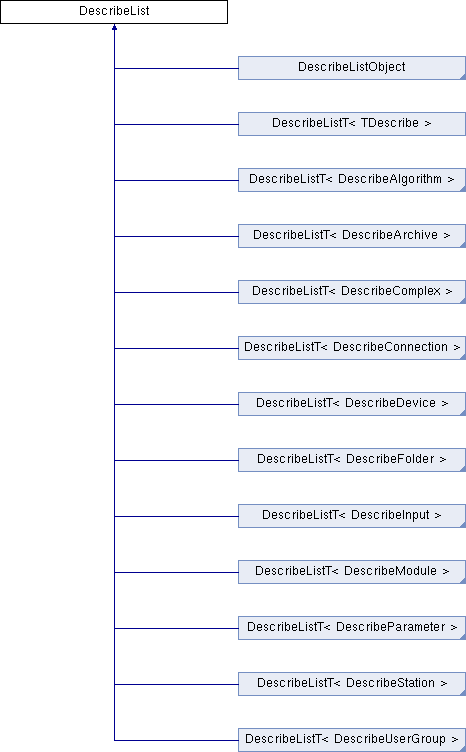 DescribeList
DescribeListObject
DescribeListT< TDescribe >
DescribeListT< DescribeAlgorithm >
DescribeListT< DescribeArchive >
DescribeListT< DescribeComplex >
DescribeListT< DescribeConnection >
DescribeListT< DescribeDevice >
DescribeListT< DescribeFolder >
DescribeListT< DescribeInput >
DescribeListT< DescribeModule >
DescribeListT< DescribeParameter >
DescribeListT< DescribeStation >
DescribeListT< DescribeUserGroup >